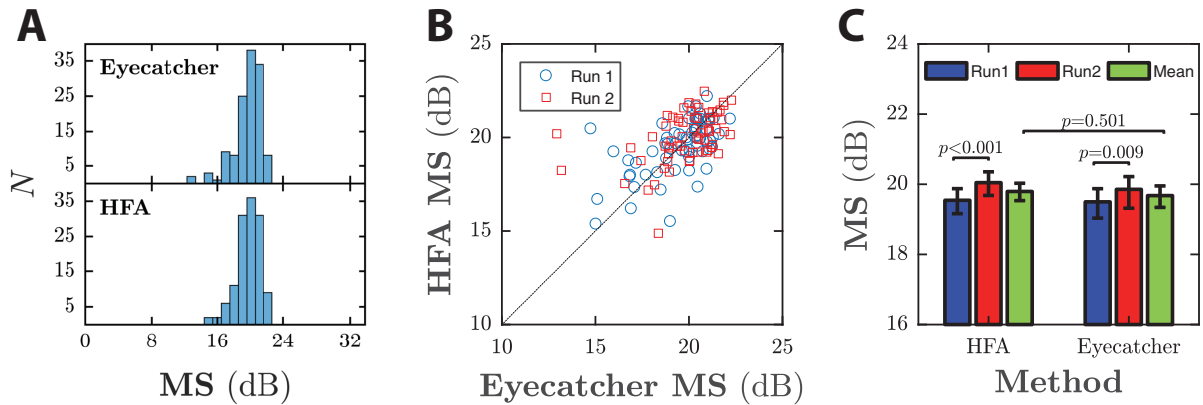 A
Eyecatcher
35
25
15
5
HFA
35
25
15
5
N
0 8 16 24 32
MS (dB)
B
25
20
15
10
Run 1
Run 2
HFA MS (dB)
10 15 20 25
Eyecatcher MS (dB)
C
24
22
20
18
16
Run1 Run2 Mean
p=0.501
p<0.001
p=0.009
MS (dB)
HFA Eyecatcher
Method